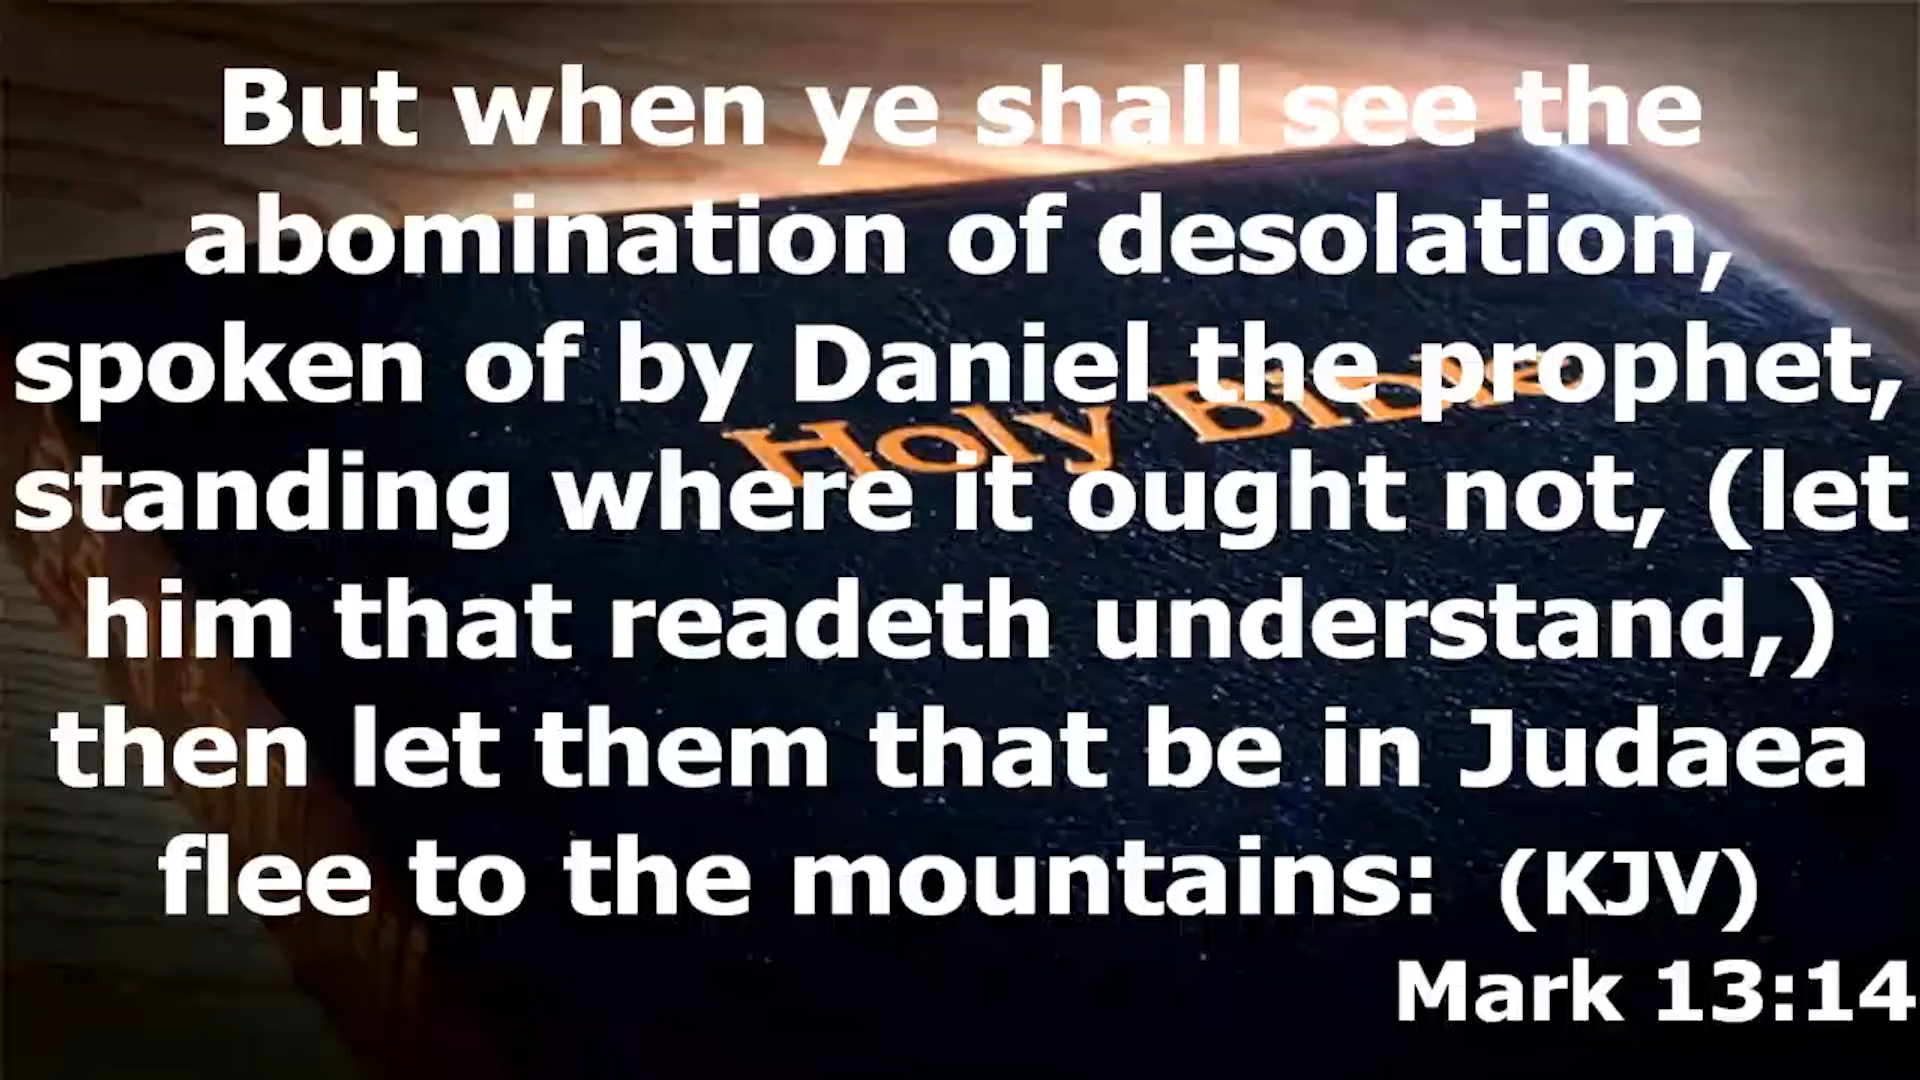 But when ye shall see the
abomination of desolation,
spoken of by Daniel the prophet,
Holy Bible
standing where it ought not, (let
him that readeth understand,)
then let them that be in Judaea
flee to the mountains: (KJV)
Mark 13:14